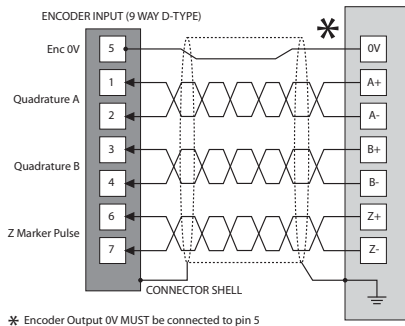 ENCODER INPUT (9 WAY D-TYPE)
*
Enc 0V 5 0V
Quadrature A
1 A+
2 A-
Quadrature B
3 B+
4 B-
Z Marker Pulse
6 Z+
7 Z-
CONNECTOR SHELL
* Encoder Output 0V MUST be connected to pin 5